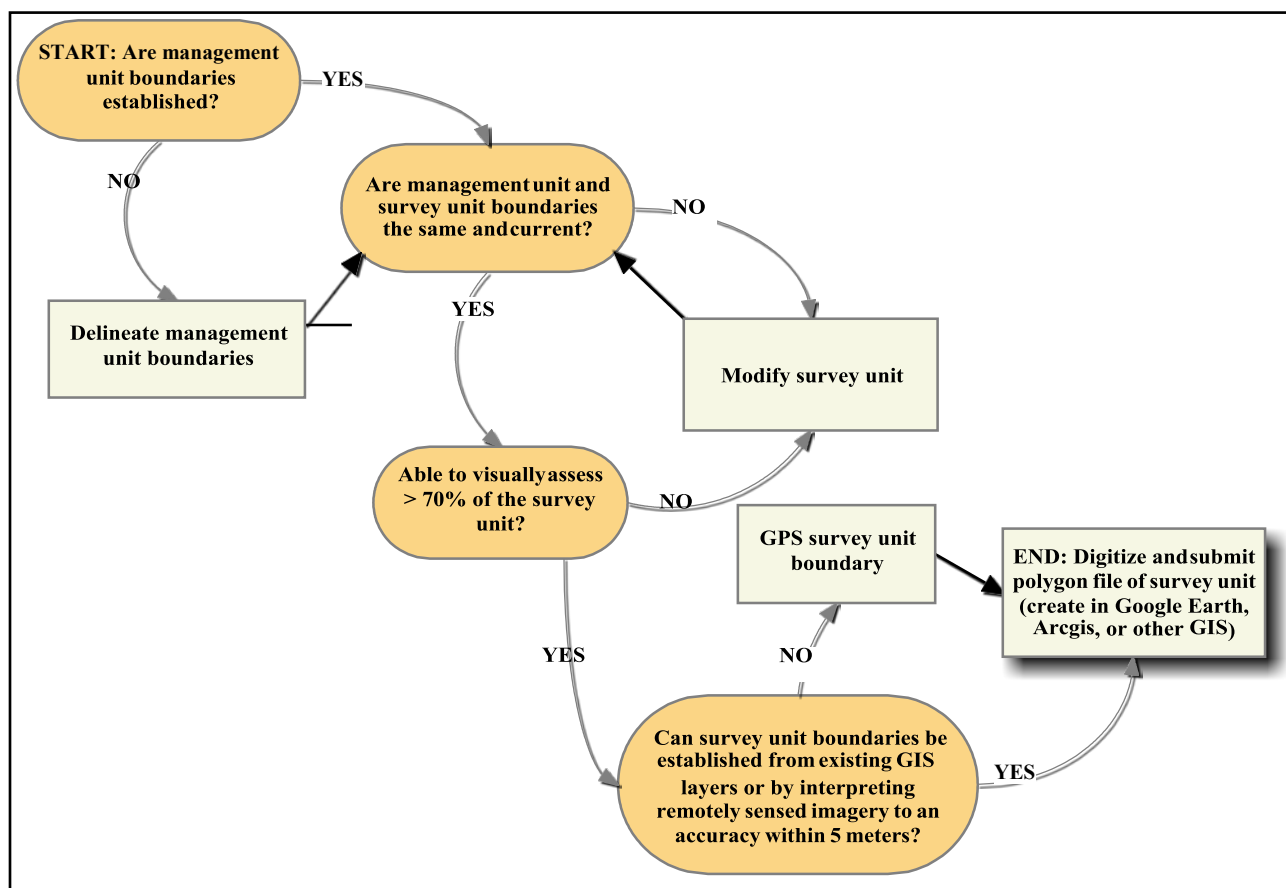 START: Are management
unit boundaries
established?
YES
NO
Are management unit and
survey unit boundaries
the same and current?
NO
Delineate management
unit boundaries
YES
Modify survey unit
Able to visually assess
> 70% of the survey
unit?
NO
GPS survey unit
boundary
END: Digitize and submit
polygon file of survey unit
(create in Google Earth,
Arcgis, or other GIS)
YES
NO
Can survey unit boundaries be
established from existing GIS
layers or by interpreting
remotely sensed imagery to an
accuracy within 5 meters?
YES